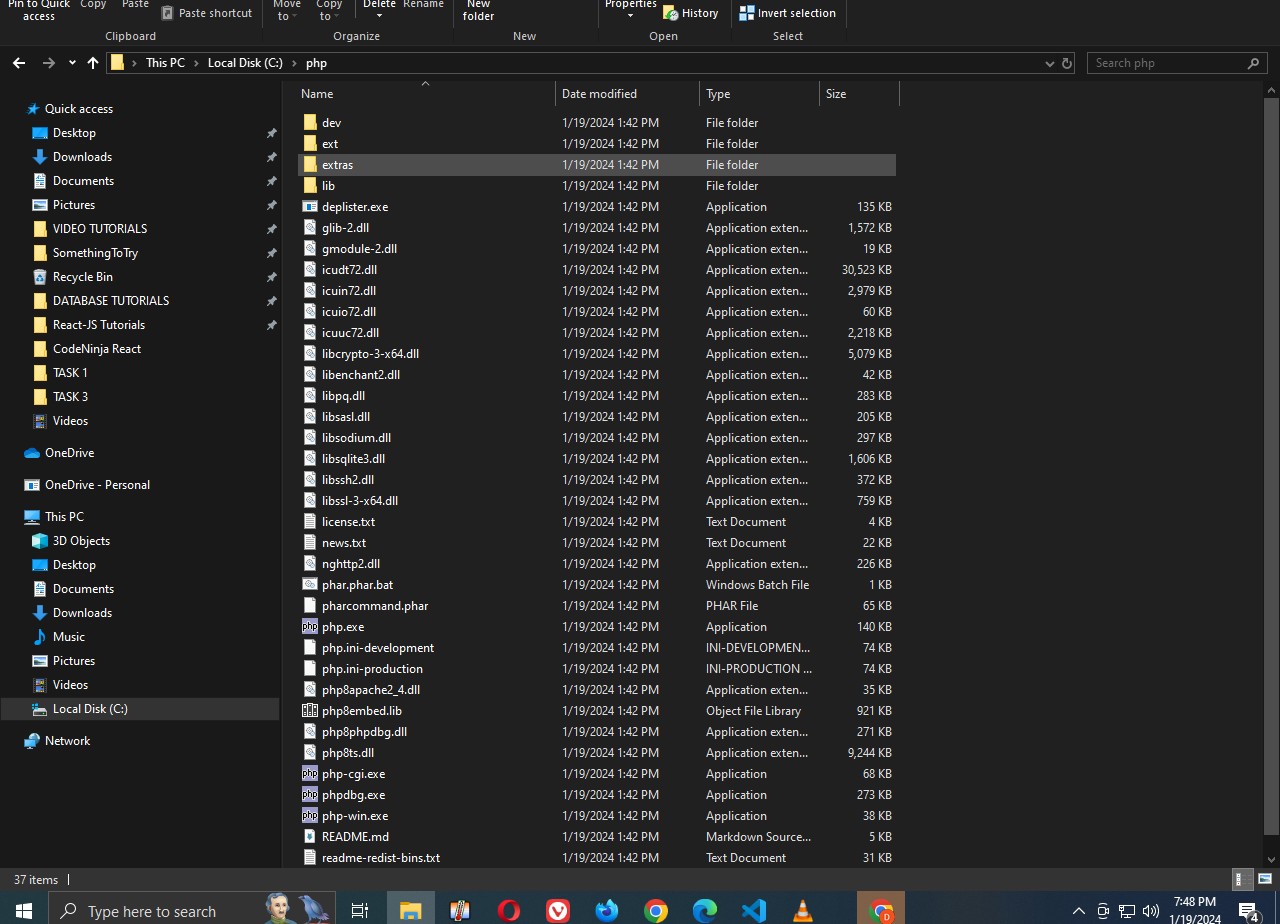 Pin to Quick access
Copy
Paste
Paste shortcut
Move to
Copy to
Delete
Rename
New folder
Properties
History
Invert selection
Clipboard
Organize
New
Open
Select
This PC > Local Disk (C:) > php
Search php
Quick access
Desktop
Downloads
Documents
Pictures
VIDEO TUTORIALS
SomethingToTry
Recycle Bin
DATABASE TUTORIALS
React-JS Tutorials
CodeNinja React
TASK 1
TASK 3
Videos
OneDrive
OneDrive - Personal
This PC
3D Objects
Desktop
Documents
Downloads
Music
Pictures
Videos
Local Disk (C:)
Network
Name Date modified Type Size
dev 1/19/2024 1:42 PM File folder
ext 1/19/2024 1:42 PM File folder
extras 1/19/2024 1:42 PM File folder
lib 1/19/2024 1:42 PM File folder
deplister.exe 1/19/2024 1:42 PM Application 135 KB
glib-2.dll 1/19/2024 1:42 PM Application exten... 1,572 KB
gmodule-2.dll 1/19/2024 1:42 PM Application exten... 19 KB
icudt72.dll 1/19/2024 1:42 PM Application exten... 30,523 KB
icuin72.dll 1/19/2024 1:42 PM Application exten... 2,979 KB
icuio72.dll 1/19/2024 1:42 PM Application exten... 60 KB
icuuc72.dll 1/19/2024 1:42 PM Application exten... 2,218 KB
libcrypto-3-x64.dll 1/19/2024 1:42 PM Application exten... 5,079 KB
libenchant2.dll 1/19/2024 1:42 PM Application exten... 42 KB
libpq.dll 1/19/2024 1:42 PM Application exten... 283 KB
libsasl.dll 1/19/2024 1:42 PM Application exten... 205 KB
libsodium.dll 1/19/2024 1:42 PM Application exten... 297 KB
libsqlite3.dll 1/19/2024 1:42 PM Application exten... 1,606 KB
libssh2.dll 1/19/2024 1:42 PM Application exten... 372 KB
libssl-3-x64.dll 1/19/2024 1:42 PM Application exten... 759 KB
license.txt 1/19/2024 1:42 PM Text Document 4 KB
news.txt 1/19/2024 1:42 PM Text Document 22 KB
nghttp2.dll 1/19/2024 1:42 PM Application exten... 226 KB
phar.phar.bat 1/19/2024 1:42 PM Windows Batch File 1 KB
pharcommand.phar 1/19/2024 1:42 PM PHAR File 65 KB
php php.exe 1/19/2024 1:42 PM Application 140 KB
php.ini-development 1/19/2024 1:42 PM INI-DEVELOPMEN... 74 KB
php.ini-production 1/19/2024 1:42 PM INI-PRODUCTION ... 74 KB
php8apache2_4.dll 1/19/2024 1:42 PM Application exten... 35 KB
php8embed.lib 1/19/2024 1:42 PM Object File Library 921 KB
php8phpdbg.dll 1/19/2024 1:42 PM Application exten... 271 KB
php8ts.dll 1/19/2024 1:42 PM Application exten... 9,244 KB
php php-cgi.exe 1/19/2024 1:42 PM Application 68 KB
php phpdbg.exe 1/19/2024 1:42 PM Application 273 KB
php php-win.exe 1/19/2024 1:42 PM Application 38 KB
README.md 1/19/2024 1:42 PM Markdown Source... 5 KB
readme-redist-bins.txt 1/19/2024 1:42 PM Text Document 31 KB
37 items
Type here to search
D
7:48 PM
1/19/2024
4